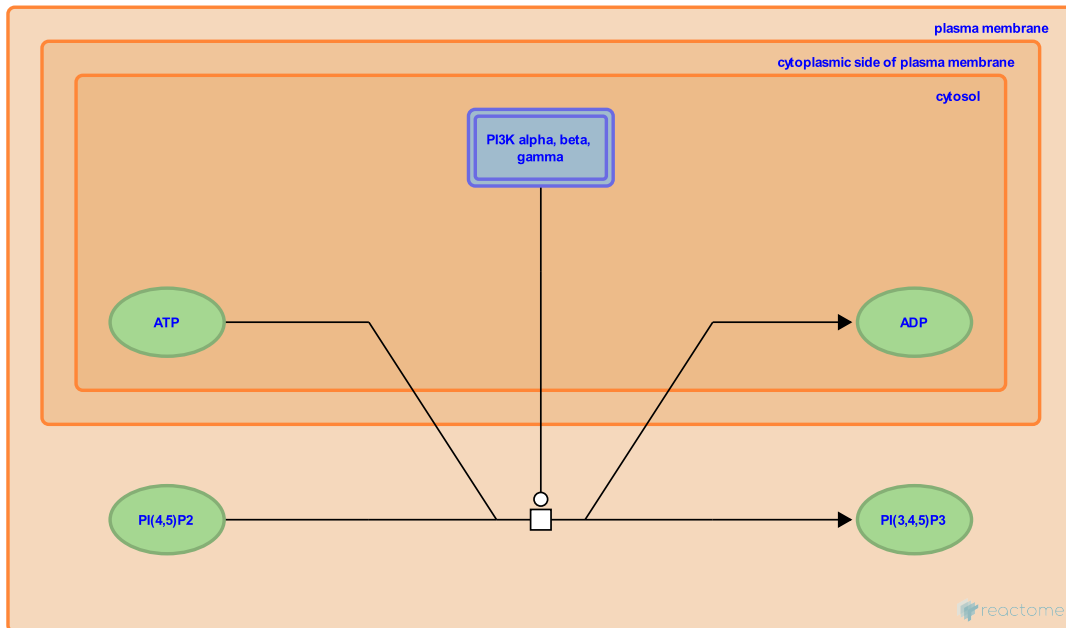 plasma membrane
cytoplasmic side of plasma membrane
cytosol
PI3K alpha, beta,
gamma
ATP
ADP
PI(4,5)P2
PI(3,4,5)P3
reactome